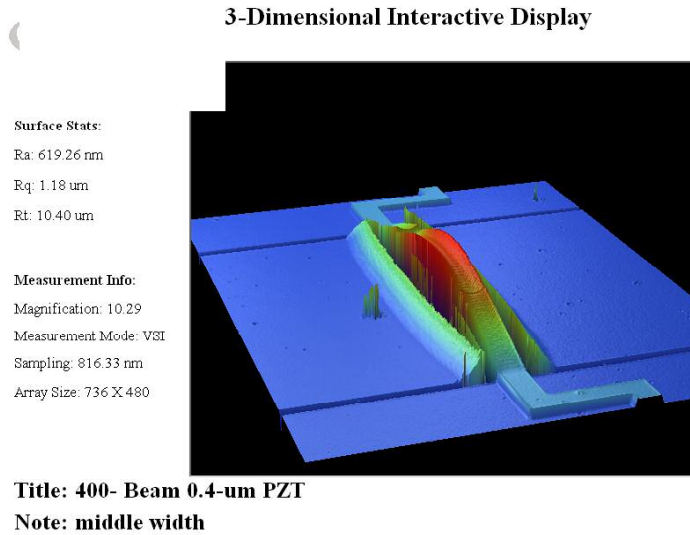 3-Dimensional Interactive Display
Surface Stats:
Ra: 619.26 nm
Rq: 1.18 um
Rt: 10.40 um
Measurement Info:
Magnification: 10.29
Measurement Mode: VSI
Sampling: 816.33 nm
Array Size: 736 X 480
Title: 400- Beam 0.4-um PZT
Note: middle width